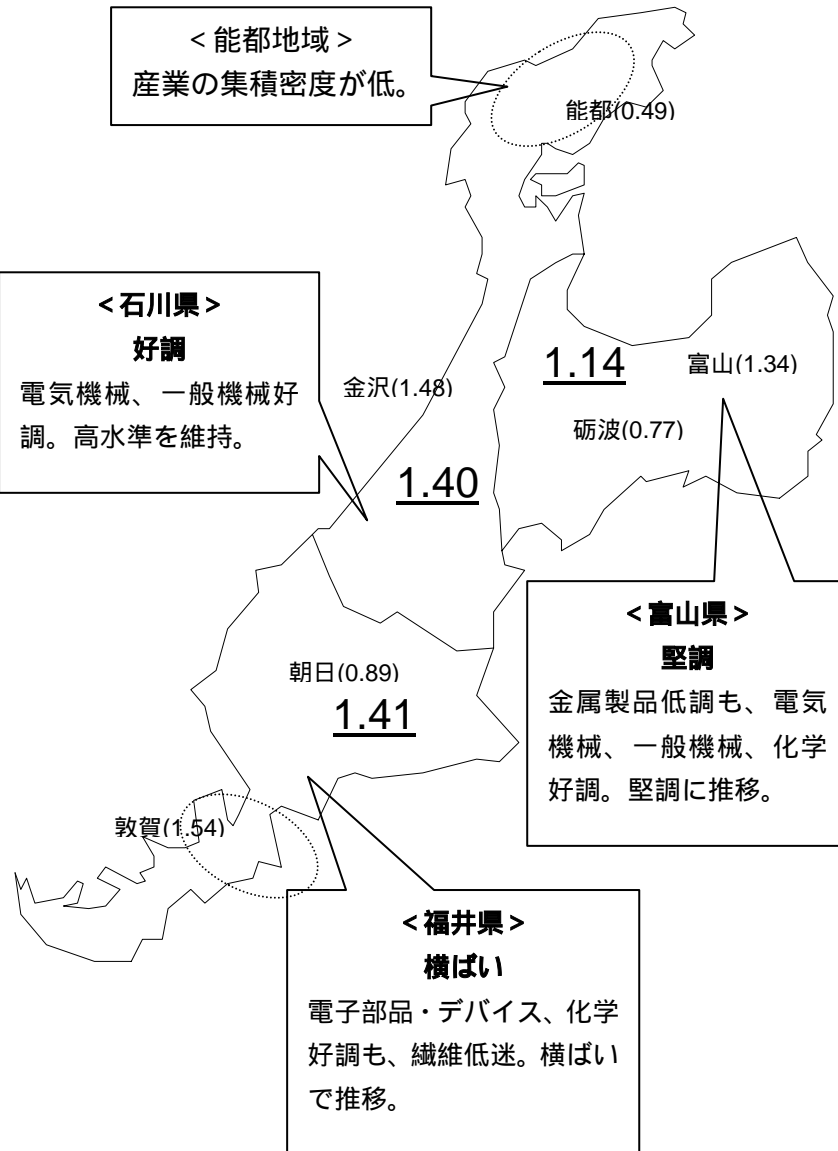 <能都地域>
産業の集積密度が低。
能都(0.49)
<石川県>
好調
電気機械、一般機械好
調。高水準を維持。
金沢(1.48)
1.14
富山(1.34)
砺波(0.77)
1.40
<富山県>
堅調
金属製品低調も、電気
機械、一般機械、化学
好調。堅調に推移。
朝日(0.89)
1.41
敦賀(1.54)
<福井県>
横ばい
電子部品・デバイス、化学
好調も、繊維低迷。横ばい
で推移。